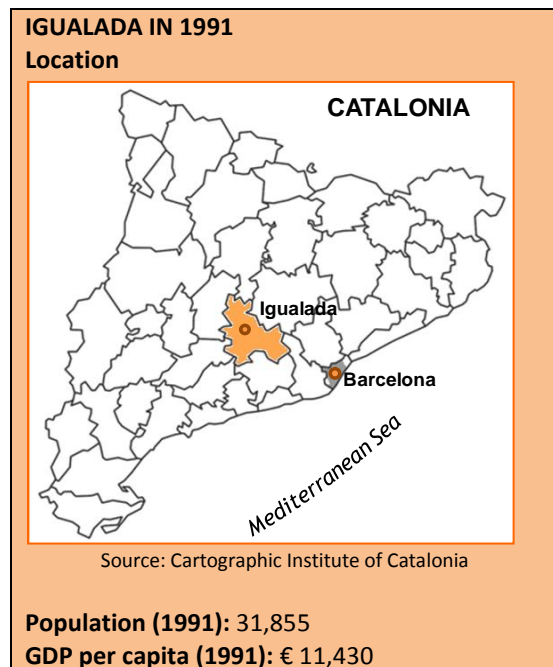 IGUALADA IN 1991
Location
CATALONIA
Igualada
Barcelona
Mediterranean Sea
Source: Cartographic Institute of Catalonia
Population (1991): 31,855
GDP per capita (1991): € 11,430